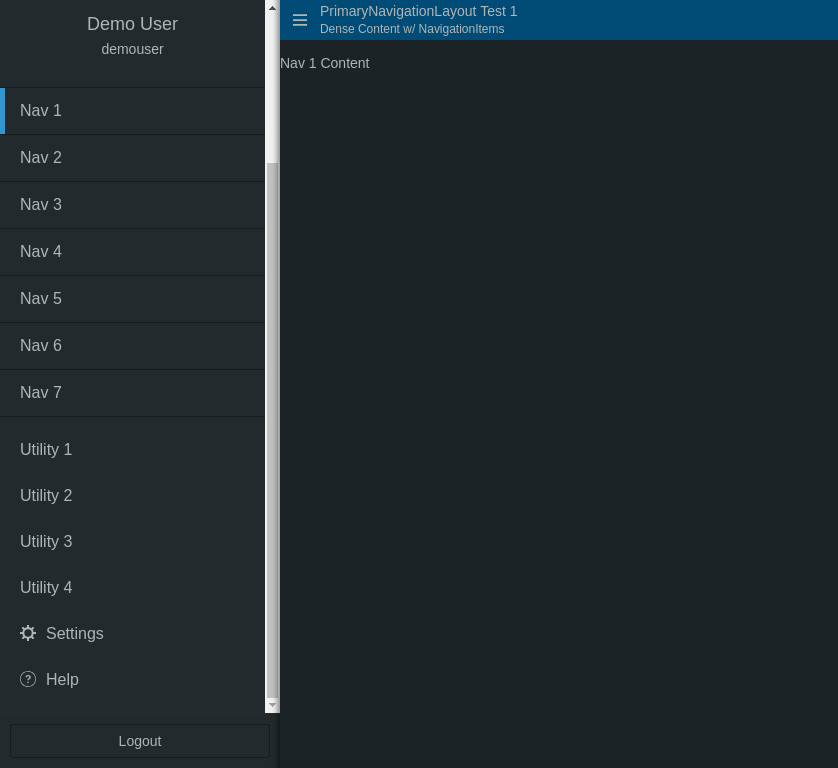 Demo User
demouser
Nav 1
Nav 2
Nav 3
Nav 4
Nav 5
Nav 6
Nav 7
Utility 1
Utility 2
Utility 3
Utility 4
Settings
Help
Logout
PrimaryNavigationLayout Test 1
Dense Content w/ NavigationItems
Nav 1 Content